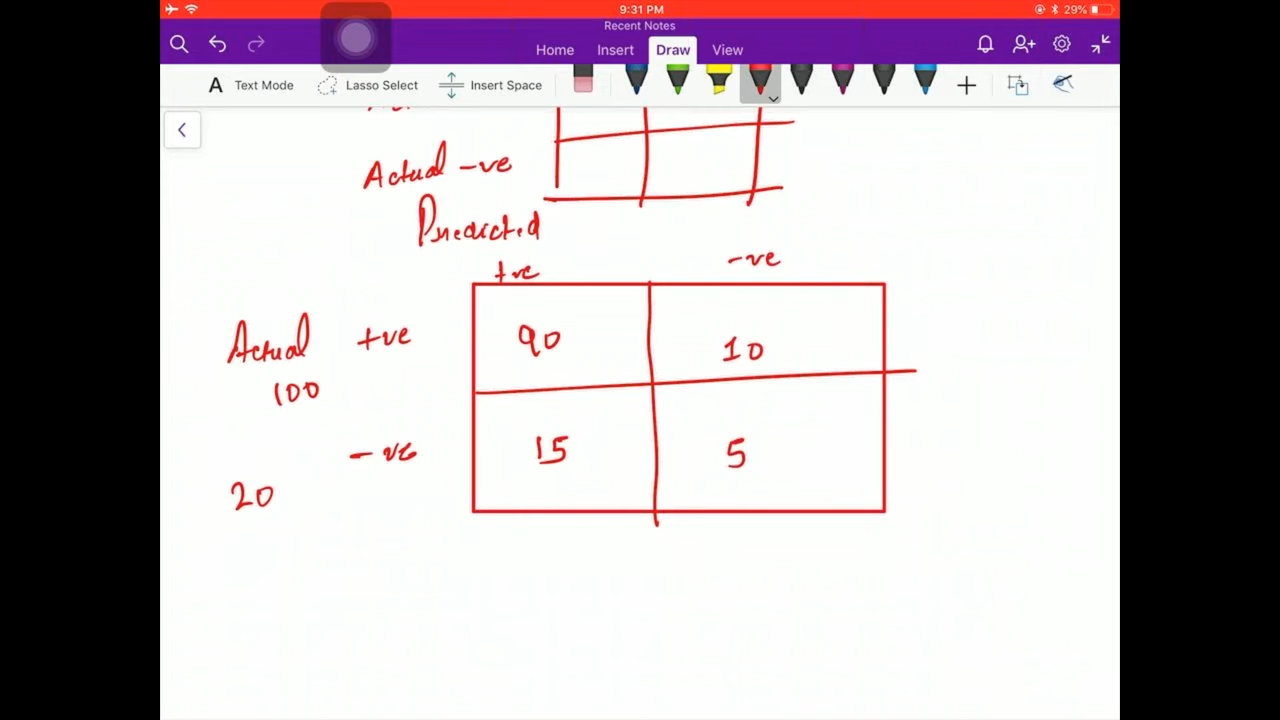 9:31 PM
29%
Recent Notes
Home Insert Draw View
A Text Mode Lasso Select Insert Space
Actual -ve
Predicted
+ve -ve
Actual +ve 90 10
100
-ve 15 5
20